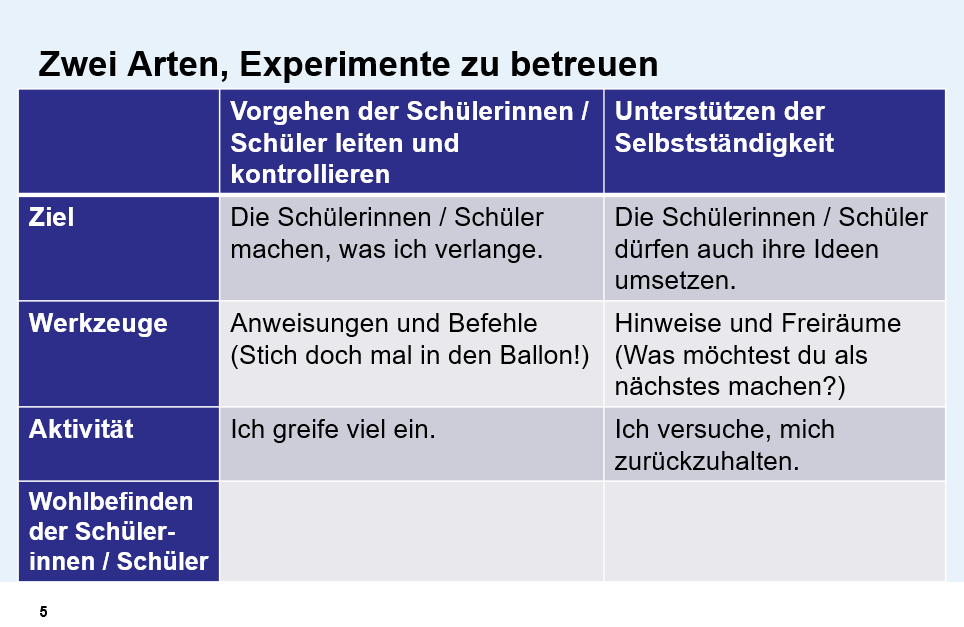 Zwei Arten, Experimente zu betreuen
Vorgehen der Schülerinnen /
Schüler leiten und
kontrollieren
Unterstützen der
Selbstständigkeit
Ziel
Die Schülerinnen / Schüler
machen, was ich verlange.
Die Schülerinnen / Schüler
dürfen auch ihre Ideen
umsetzen.
Werkzeuge
Anweisungen und Befehle
(Stich doch mal in den Ballon!)
Hinweise und Freiräume
(Was möchtest du als
nächstes machen?)
Aktivität
Ich greife viel ein.
Ich versuche, mich
zurückzuhalten.
Wohlbefinden
der Schüler-
innen / Schüler
5